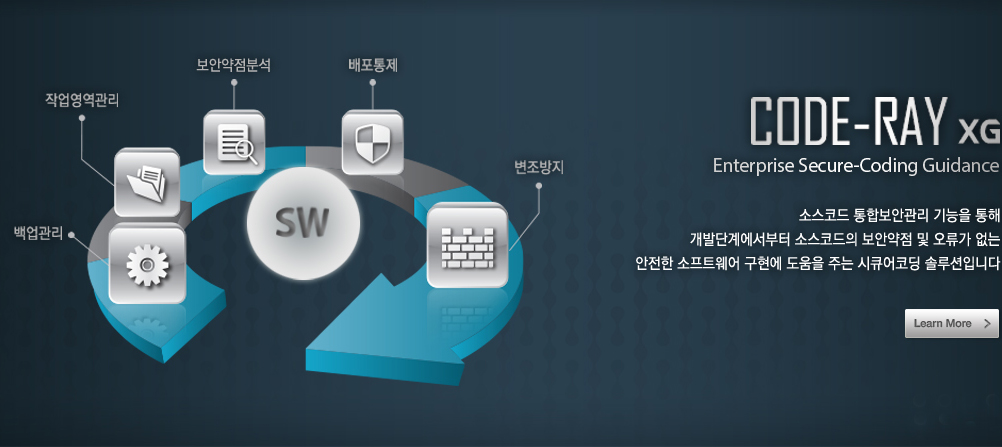 보안약점분석
배포통제
작업영역관리
변조방지
백업관리
SW
CODE-RAY XG
Enterprise Secure-Coding Guidance
소스코드 통합보안관리 기능을 통해
개발단계에서부터 소스코드의 보안약점 및 오류가 없는
안전한 소프트웨어 구현에 도움을 주는 시큐어코딩 솔루션입니다
Learn More